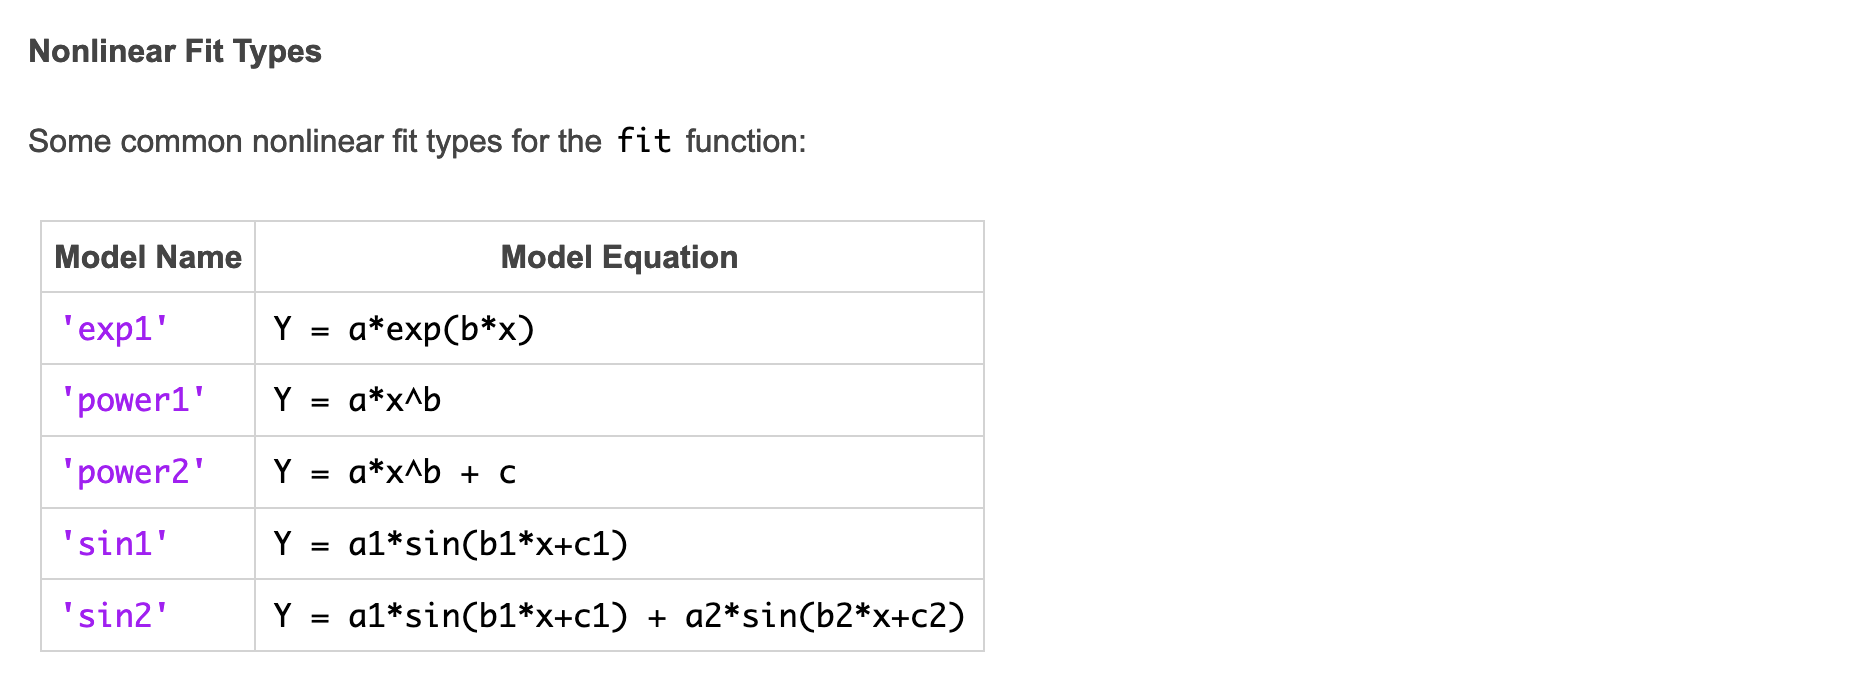 Nonlinear Fit Types
Some common nonlinear fit types for the fit function:
Model Name Model Equation
'exp1' Y = a*exp(b*x)
'power1' Y = a*x^b
'power2' Y = a*x^b + c
'sin1' Y = a1*sin(b1*x+c1)
'sin2' Y = a1*sin(b1*x+c1) + a2*sin(b2*x+c2)